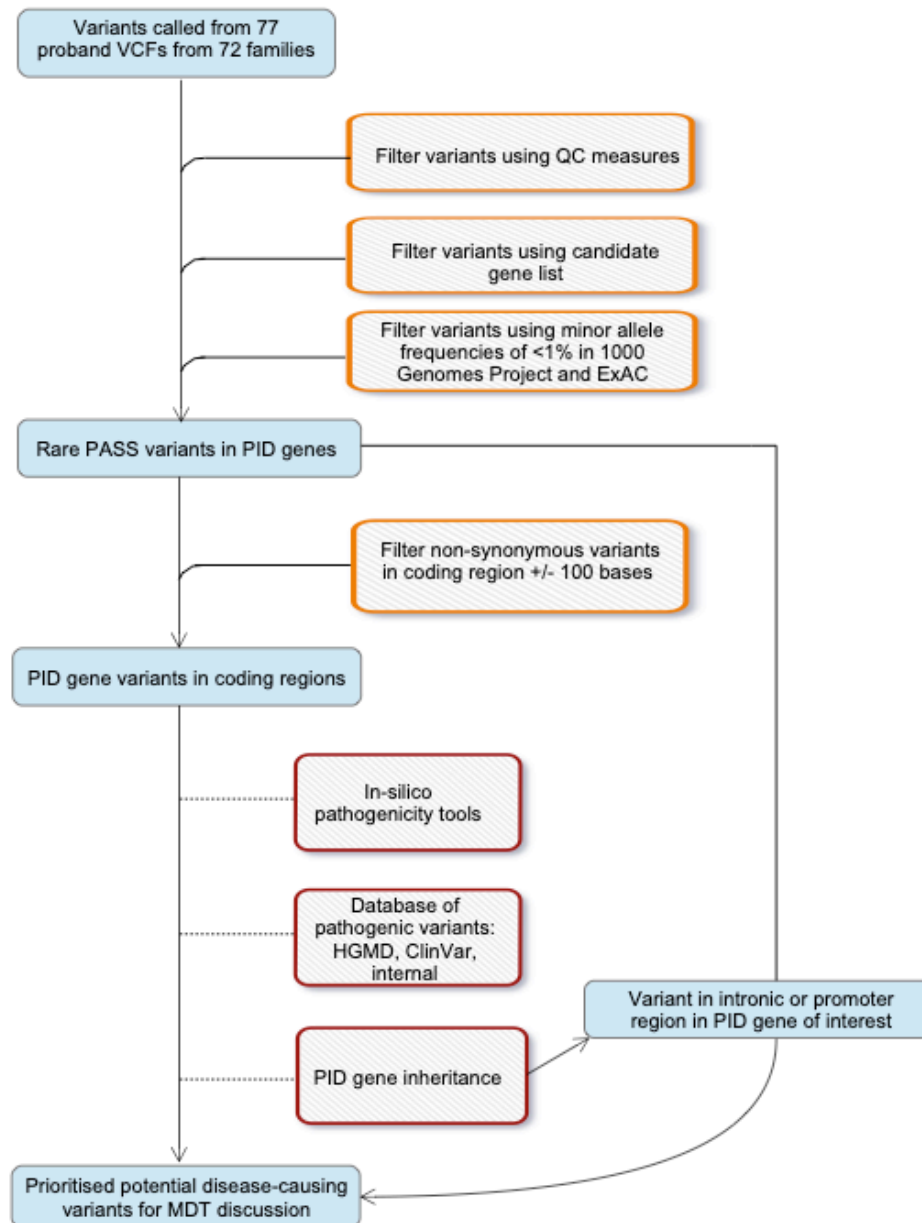 Variants called from 77
proband VCFs from 72 families
Filter variants using QC measures
Filter variants using candidate
gene list
Filter variants using minor allele
frequencies of <1% in 1000
Genomes Project and ExAC
Rare PASS variants in PID genes
Filter non-synonymous variants
in coding region +/- 100 bases
PID gene variants in coding regions
In-silico
pathogenicity tools
Database of
pathogenic variants:
HGMD, ClinVar,
internal
Variant in intronic or promoter
region in PID gene of interest
PID gene inheritance
Prioritised potential disease-causing
variants for MDT discussion